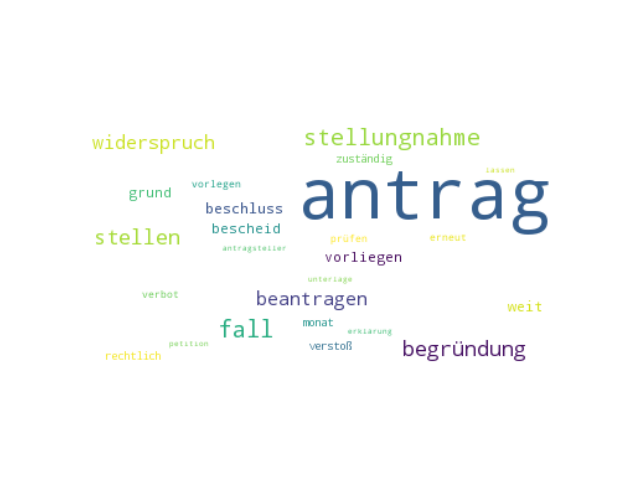 stellungnahme
widerspruch
zuständig
lassen
antrag
vorlegen
grund
beschluss
bescheid
stellen
prüfen
erneut
antragsteller
vorliegen
unterlage
verbot
beantragen
weit
monat
fall
erklärung
petition
verstoß
begründung
rechtlich